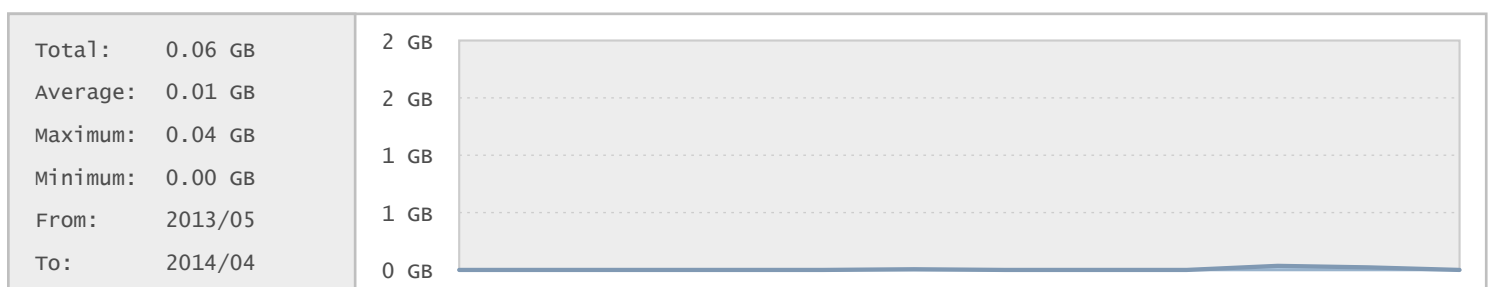 Total: 0.06 GB
Average: 0.01 GB
Maximum: 0.04 GB
Minimum: 0.00 GB
From: 2013/05
To: 2014/04
2 GB
2 GB
1 GB
1 GB
0 GB